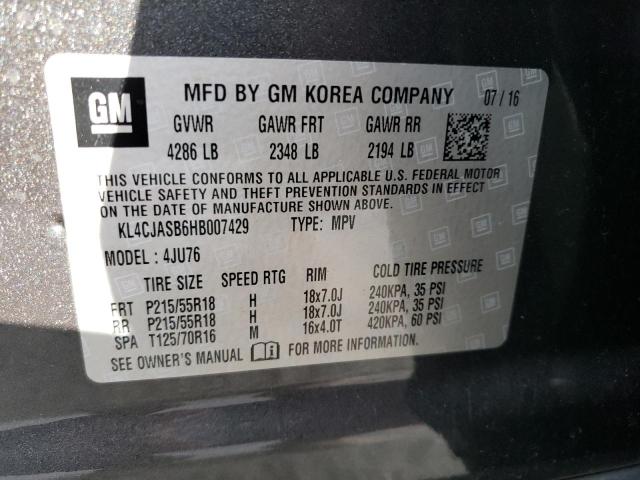 GM
MFD BY GM KOREA COMPANY 07 / 16
GVWR GAWR FRT GAWR RR
4286 LB 2348 LB 2194 LB
THIS VEHICLE CONFORMS TO ALL APPLICABLE U.S. FEDERAL MOTOR
VEHICLE SAFETY AND THEFT PREVENTION STANDARDS IN EFFECT
ON THE DATE OF MANUFACTURE SHOWN ABOVE.
KL4CJASB6HB007429 TYPE: MPV
MODEL : 4JU76
TIRE SIZE SPEED RTG RIM COLD TIRE PRESSURE
FRT P215/55R18 H 18x7.0J 240KPA, 35 PSI
RR P215/55R18 H 18x7.0J 240KPA, 35 PSI
SPA T125/70R16 M 16x4.0T 420KPA, 60 PSI
SEE OWNER'S MANUAL FOR MORE INFORMATION.